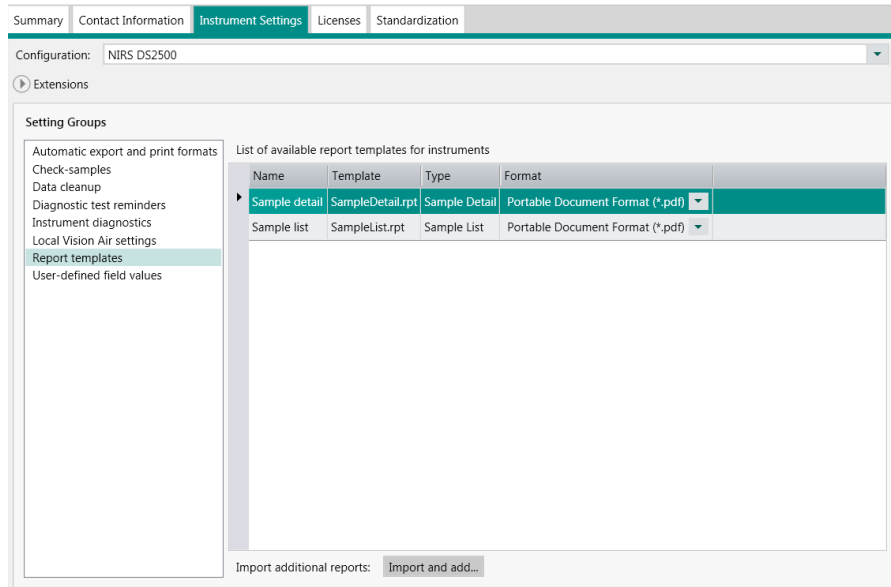 Summary Contact Information Instrument Settings Licenses Standardization
Configuration: NIRS DS2500
Extensions
Setting Groups
Automatic export and print formats
Check-samples
Data cleanup
Diagnostic test reminders
Instrument diagnostics
Local Vision Air settings
Report templates
User-defined field values
List of available report templates for instruments
Name Template Type Format
Sample detail SampleDetail.rpt Sample Detail Portable Document Format (*.pdf)
Sample list SampleList.rpt Sample List Portable Document Format (*.pdf)
Import additional reports: Import and add...